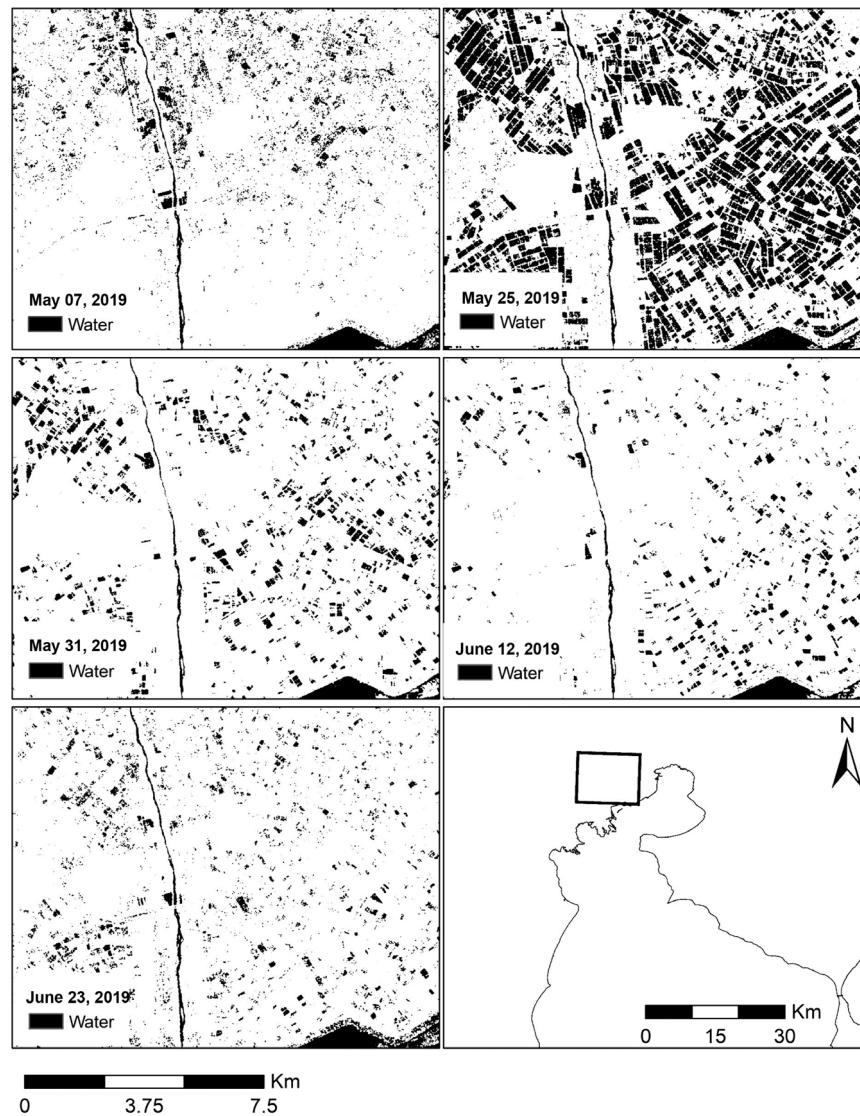 May 07, 2019
Water
May 25, 2019
Water
May 31, 2019
Water
June 12, 2019
Water
June 23, 2019
Water
N
Km
0 15 30
Km
0 3.75 7.5